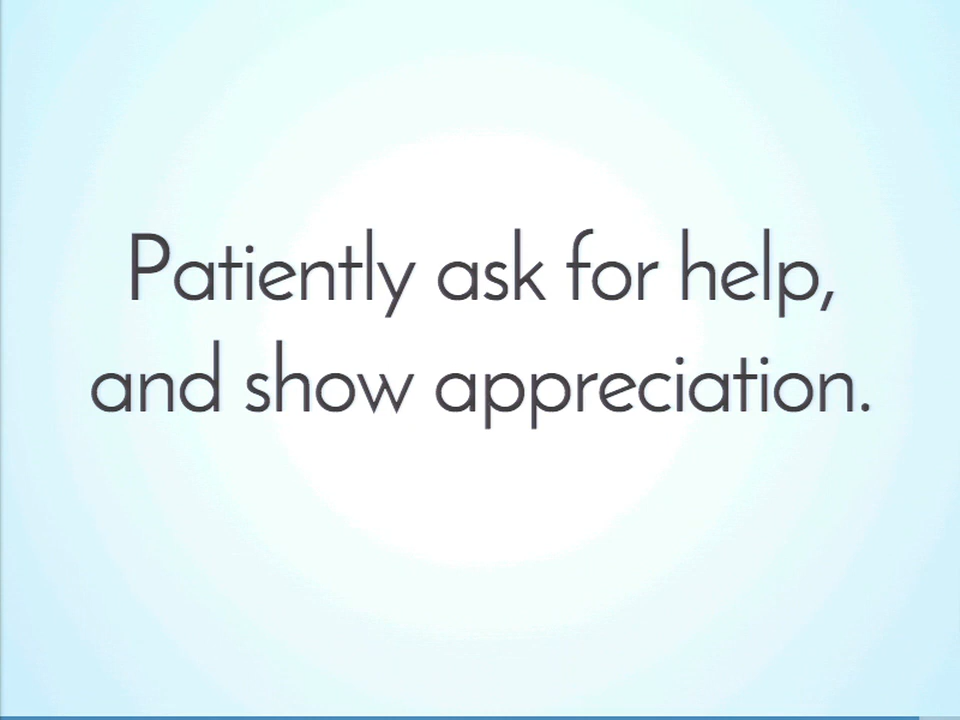 Patiently ask for help,
and show appreciation.